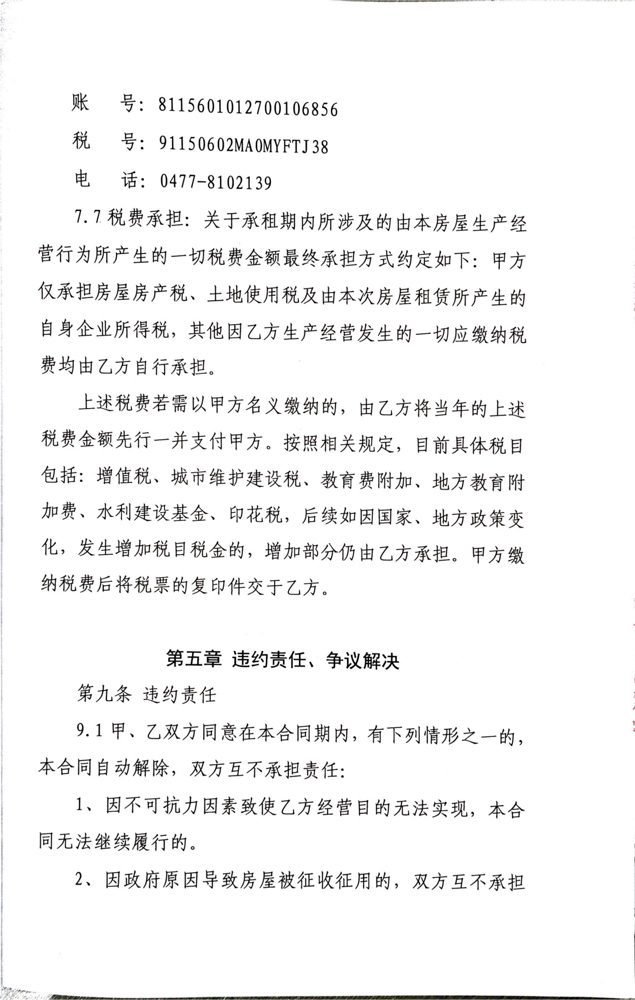 账 号：8115601012700106856
税 号：91150602MA0MYFTJ38
电 话：0477-8102139
7.7税费承担：关于承租期内所涉及的由本房屋生产经
营行为所产生的一切税费金额最终承担方式约定如下：甲方
仅承担房屋房产税、土地使用税及由本次房屋租赁所产生的
自身企业所得税，其他因乙方生产经营发生的一切应缴纳税
费均由乙方自行承担。
上述税费若需以甲方名义缴纳的，由乙方将当年的上述
税费金额先行一并支付甲方。按照相关规定，目前具体税目
包括：增值税、城市维护建设税、教育费附加、地方教育附
加费、水利建设基金、印花税，后续如因国家、地方政策变
化，发生增加税目税金的，增加部分仍由乙方承担。甲方缴
纳税费后将税票的复印件交于乙方。
第五章 违约责任、争议解决
第九条 违约责任
9.1甲、乙双方同意在本合同期内，有下列情形之一的，
本合同自动解除，双方互不承担责任：
1、因不可抗力因素致使乙方经营目的无法实现，本合
同无法继续履行的。
2、因政府原因导致房屋被征收征用的，双方互不承担